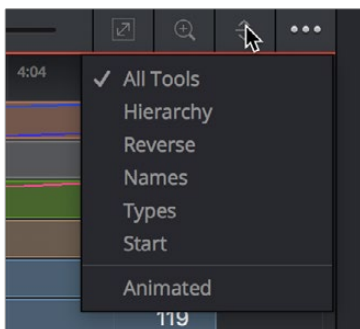 4:04
✓ All Tools
Hierarchy
Reverse
Names
Types
Start
Animated
119